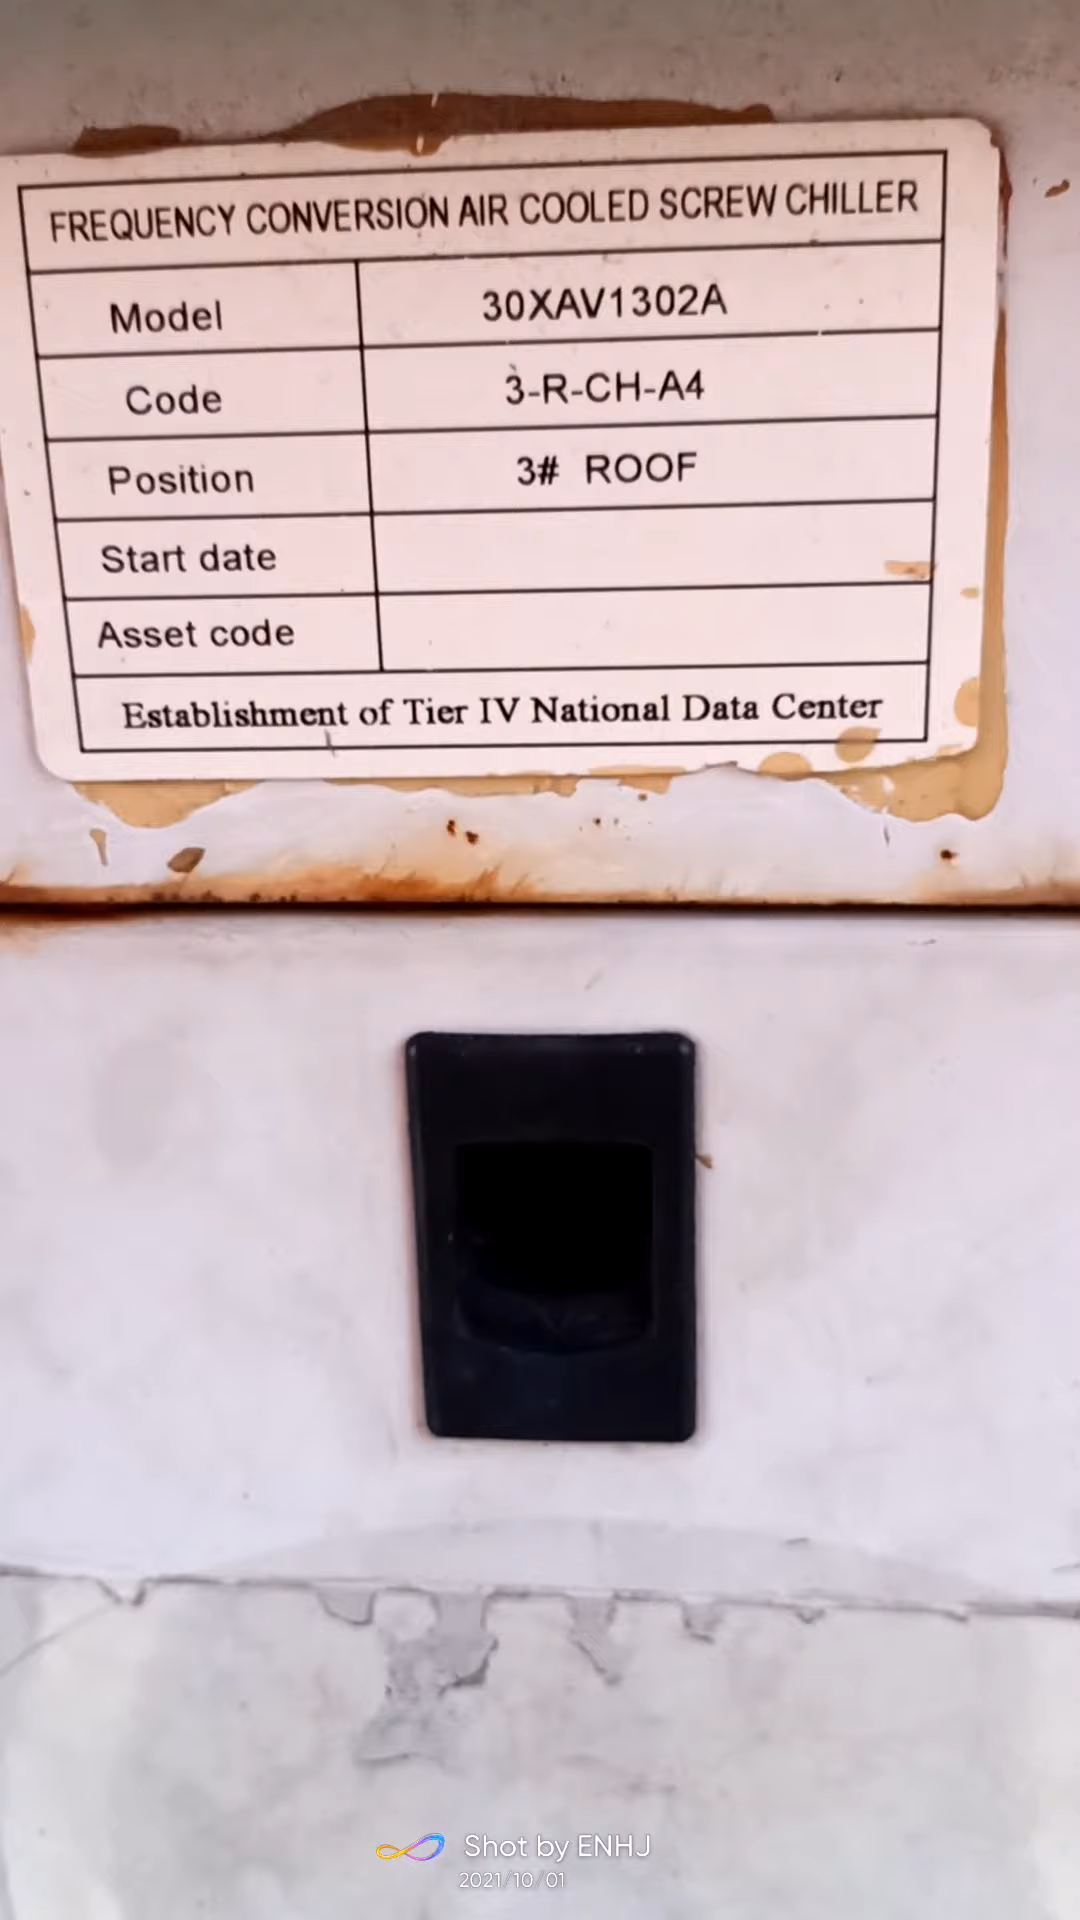 FREQUENCY CONVERSION AIR COOLED SCREW CHILLER
Model 30XAV1302A
Code 3-R-CH-A4
Position 3# ROOF
Start date
Asset code
Establishment of Tier IV National Data Center
Shot by ENHJ
2021/10/01